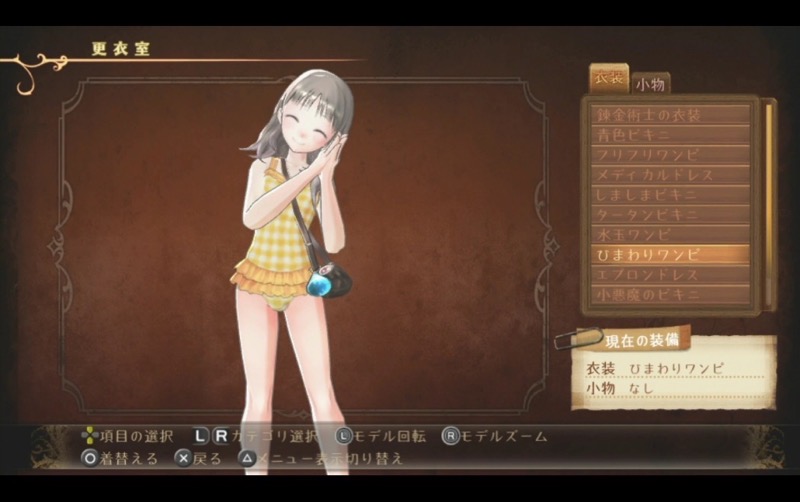 更衣室
衣装 小物
錬金術士の衣装
青色ビキニ
フリフリワンピ
メディカルドレス
しましまビキニ
タータンビキニ
水玉ワンピ
ひまわりワンピ
エプロンドレス
小悪魔のビキニ
現在の装備
衣装 ひまわりワンピ
小物 なし
項目の選択 L R カテゴリ選択 L モデル回転 R モデルズーム
着替える 戻る メニュー表示切り替え